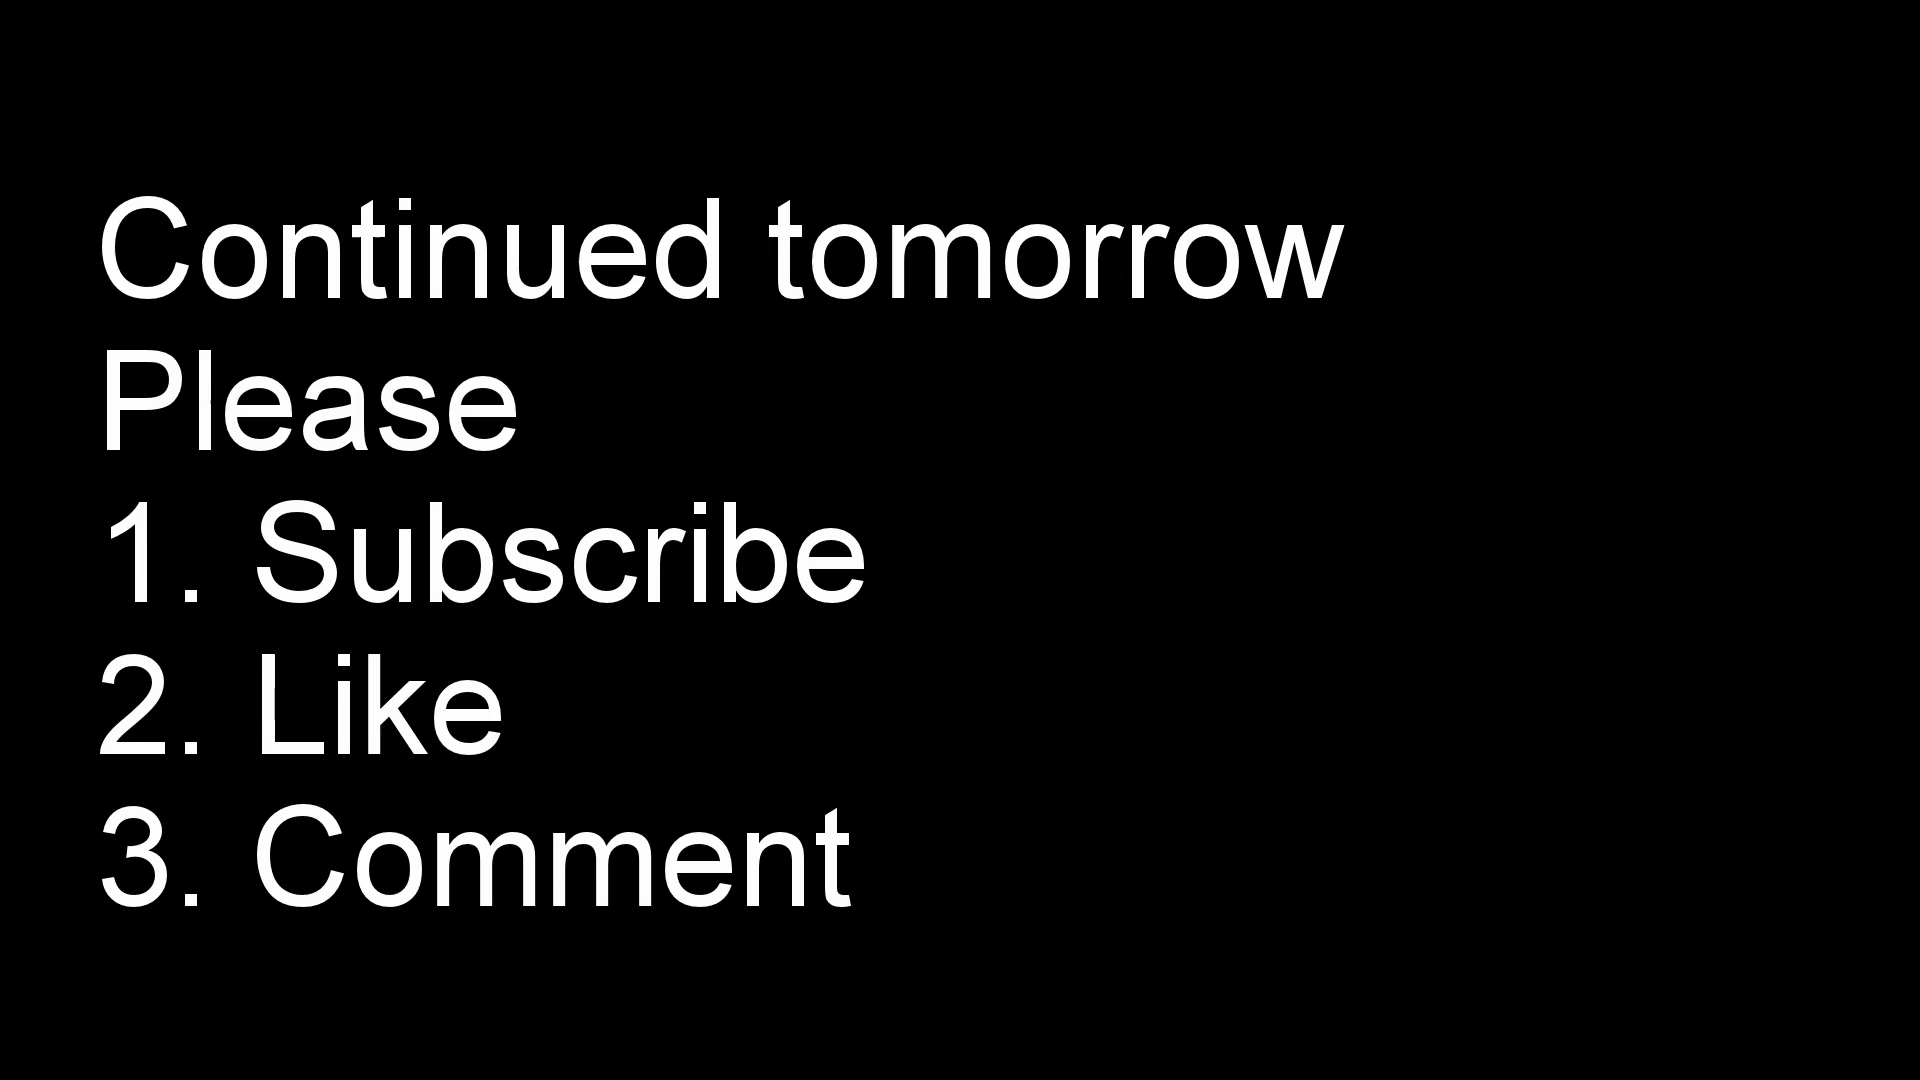 Continued tomorrow
Please
1. Subscribe
2. Like
3. Comment